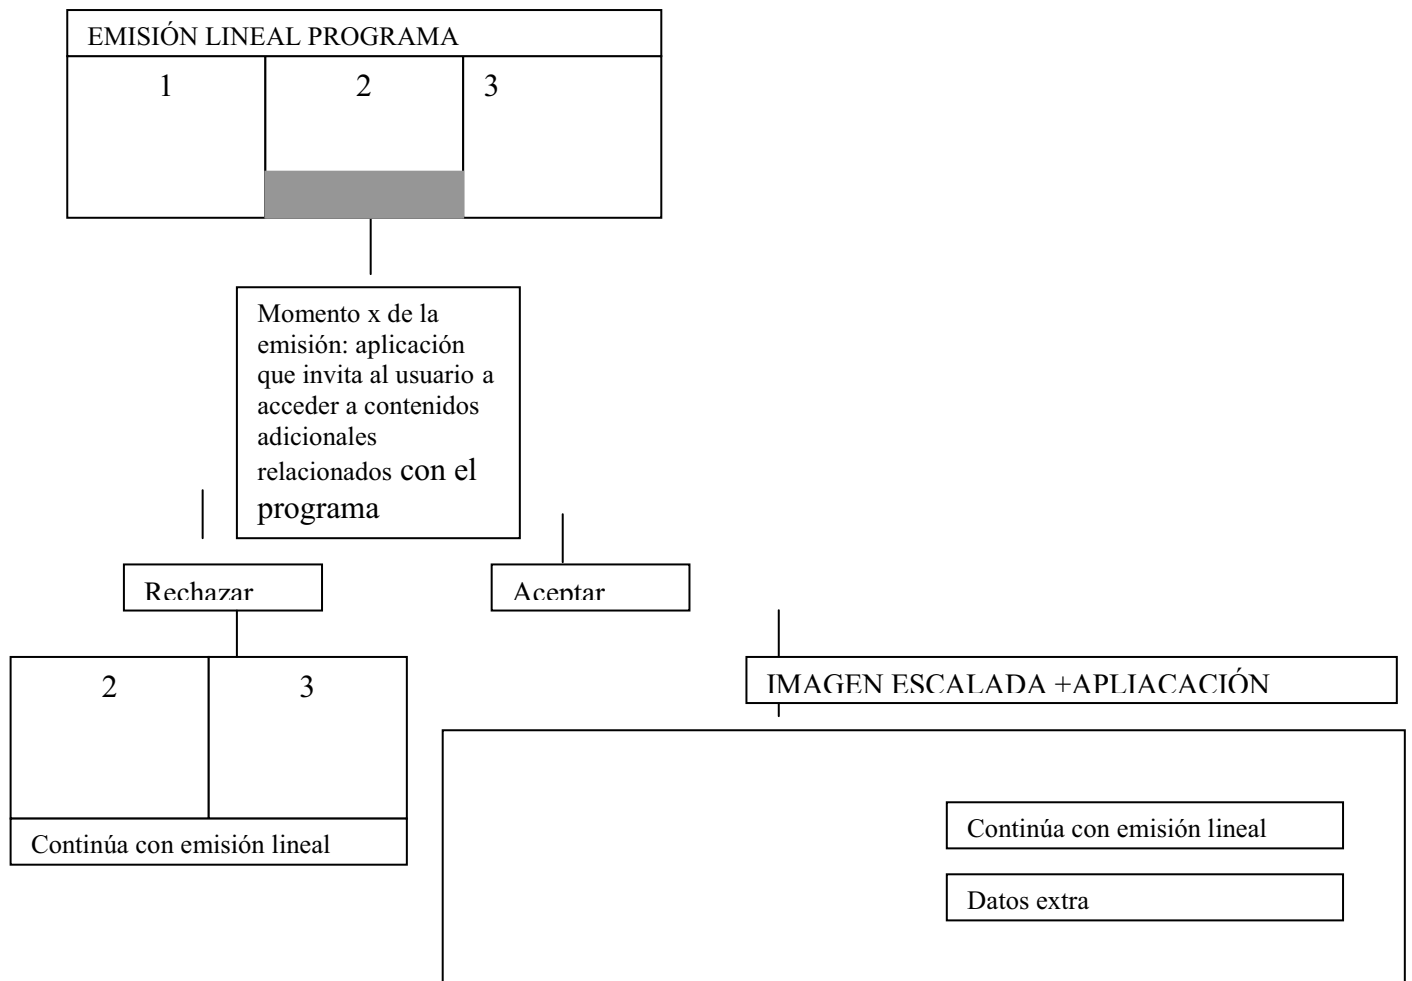 EMISIÓN LINEAL PROGRAMA
1 2 3
Momento x de la
emisión: aplicación
que invita al usuario a
acceder a contenidos
adicionales
relacionados con el
programa
Rechazar
Aceptar
2 3
Continúa con emisión lineal
IMAGEN ESCALADA +APLIACACIÓN
Continúa con emisión lineal
Datos extra